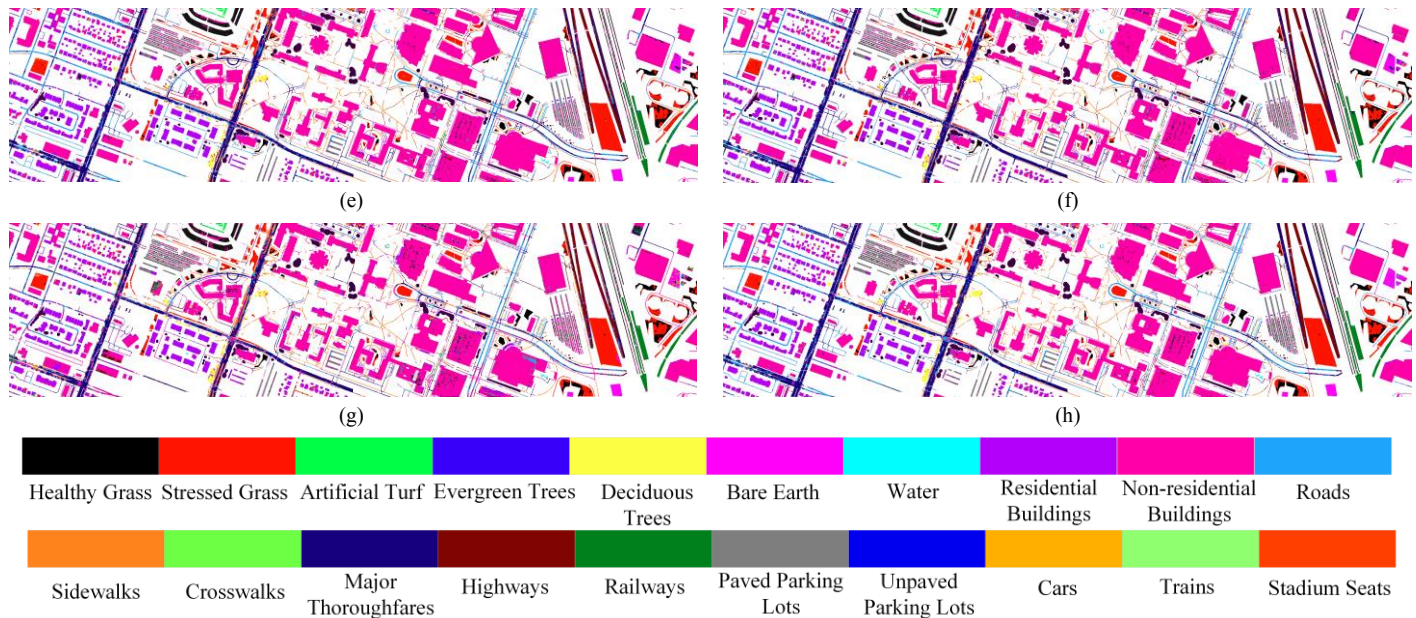 (e) (f)
(g) (h)
Healthy Grass Stressed Grass Artificial Turf Evergreen Trees Deciduous Trees Bare Earth Water Residential Buildings Non-residential Buildings Roads
Sidewalks Crosswalks Major Thoroughfares Highways Railways Paved Parking Lots Unpaved Parking Lots Cars Trains Stadium Seats